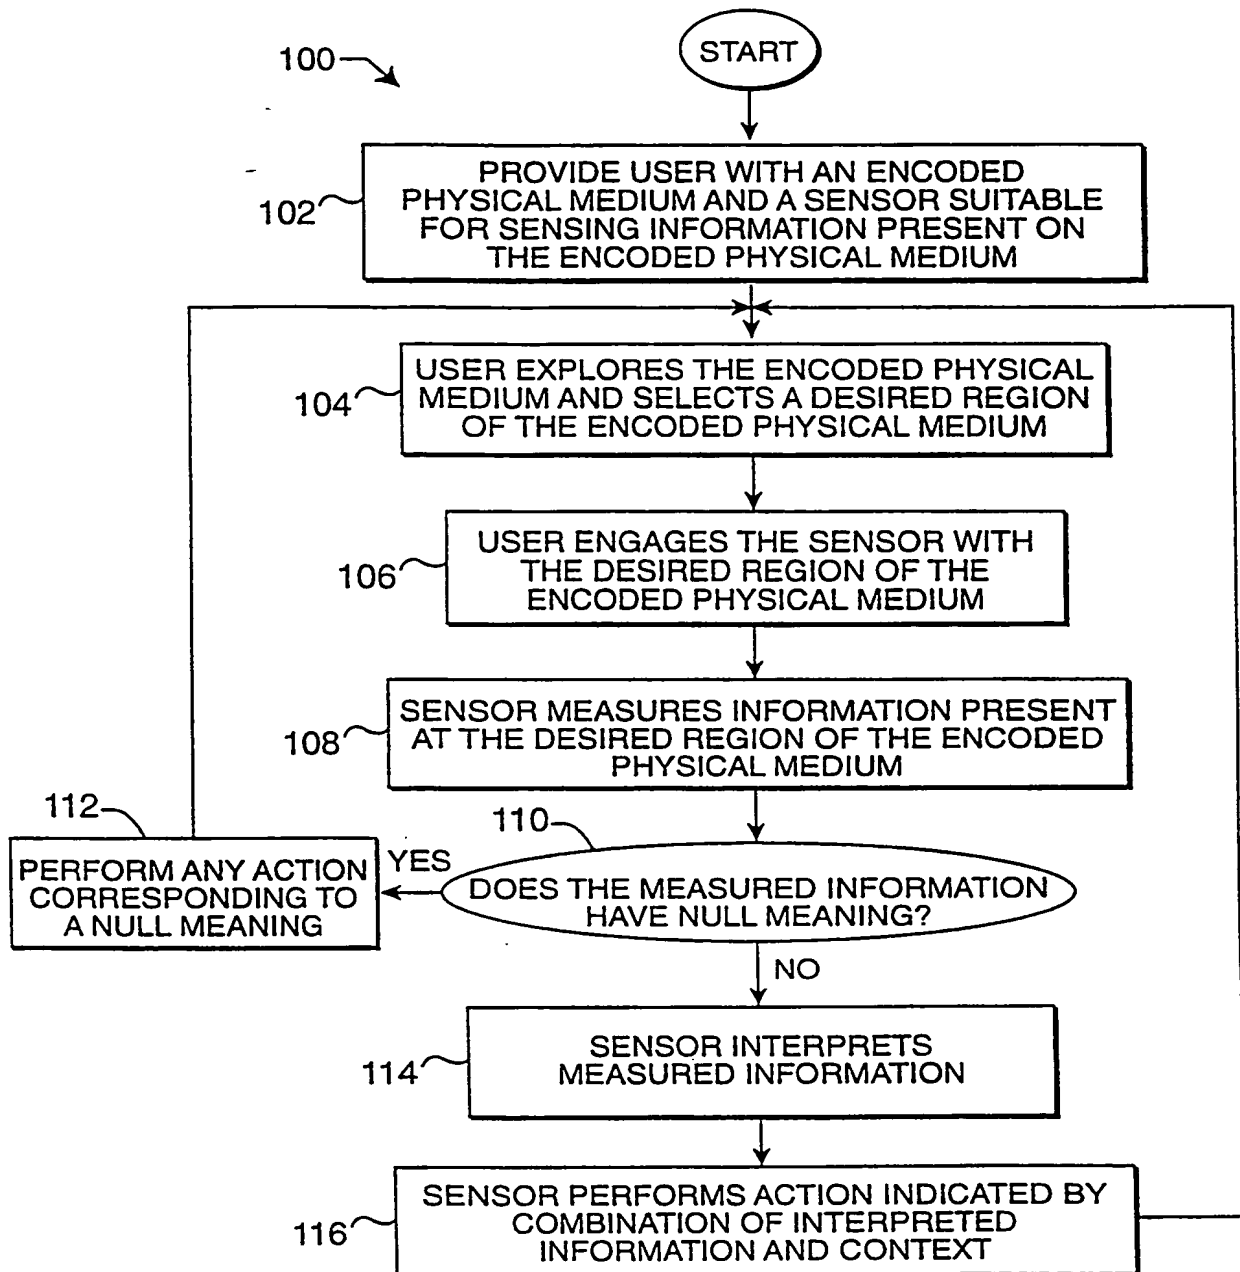 START
100
PROVIDE USER WITH AN ENCODED
PHYSICAL MEDIUM AND A SENSOR SUITABLE
FOR SENSING INFORMATION PRESENT ON
THE ENCODED PHYSICAL MEDIUM
102
USER EXPLORES THE ENCODED PHYSICAL
MEDIUM AND SELECTS A DESIRED REGION
OF THE ENCODED PHYSICAL MEDIUM
104
USER ENGAGES THE SENSOR WITH
THE DESIRED REGION OF THE
ENCODED PHYSICAL MEDIUM
106
SENSOR MEASURES INFORMATION PRESENT
AT THE DESIRED REGION OF THE ENCODED
PHYSICAL MEDIUM
108
110
DOES THE MEASURED INFORMATION
HAVE NULL MEANING?
YES
112
PERFORM ANY ACTION
CORRESPONDING TO
A NULL MEANING
NO
SENSOR INTERPRETS
MEASURED INFORMATION
114
SENSOR PERFORMS ACTION INDICATED BY
COMBINATION OF INTERPRETED
INFORMATION AND CONTEXT
116